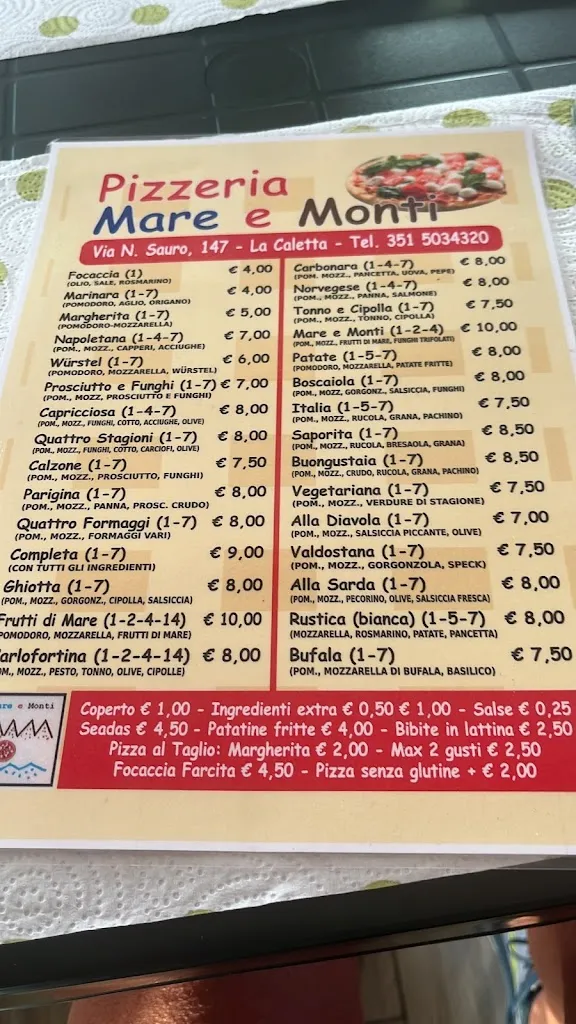 Pizzeria
Mare e Monti
Via N. Sauro, 147 - La Caletta - Tel. 351 5034320
Focaccia (1) € 4,00
(OLIO, SALE, ROSMARINO)
Marinara (1-7) € 4,00
(POMODORO, AGLIO, ORIGANO)
Margherita (1-7) € 5,00
(POMODORO-MOZZARELLA)
Napoletana (1-4-7) € 7,00
(POM., MOZZ., CAPPERI, ACCIUGHE)
Würstel (1-7) € 6,00
(POMODORO, MOZZARELLA, WÜRSTEL)
Prosciutto e Funghi (1-7) € 7,00
(POM., MOZZ, PROSCIUTTO E FUNGHI)
Capricciosa (1-4-7) € 8,00
(POM., MOZZ., FUNGHI, COTTO, ACCIUGHE, OLIVE)
Quattro Stagioni (1-7) € 8,00
(POM., MOZZ., FUNGHI, COTTO, CARCIOFI, OLIVE)
Calzone (1-7) € 7,50
(POM., MOZZ., PROSCIUTTO, FUNGHI)
Parigina (1-7) € 8,00
(POM., MOZZ., PANNA, PROSC. CRUDO)
Quattro Formaggi (1-7) € 8,00
(POM., MOZZ., FORMAGGI VARI)
Completa (1-7) € 9,00
(CON TUTTI GLI INGREDIENTI)
Ghiotta (1-7) € 8,00
(POM., MOZZ., GORGONZ., CIPOLLA, SALSICCIA)
Frutti di Mare (1-2-4-14) € 10,00
POMODORO, MOZZARELLA, FRUTTI DI MARE)
arlofortina (1-2-4-14) € 8,00
M., MOZZ., PESTO, TONNO, OLIVE, CIPOLLE)
Carbonara (1-4-7) € 8,00
(POM. MOZZ., PANCETTA, UOVA, PEPE)
Norvegese (1-4-7) € 8,00
(POM., MOZZ., PANNA, SALMONE)
Tonno e Cipolla (1-7) € 7,50
(POM., MOZZ., TONNO, CIPOLLA)
Mare e Monti (1-2-4) € 10,00
(POM., MOZZ., FRUTTI DI MARE, FUNGHI TRIFOLATI)
Patate (1-5-7) € 8,00
(POMODORO, MOZZARELLA, PATATE FRITTE)
Boscaiola (1-7) € 8,00
(POM., MOZZ, GORGONZ., SALSICCIA, FUNGHI)
Italia (1-5-7) € 7,50
(POM., MOZZ., RUCOLA, GRANA, PACHINO)
Saporita (1-7) € 8,50
(POM., MOZZ., RUCOLA, BRESAOLA, GRANA)
Buongustaia (1-7) € 8,50
(POM., MOZZ., CRUDO, RUCOLA, GRANA, PACHINO)
Vegetariana (1-7) € 7,50
(POM., MOZZ., VERDURE DI STAGIONE)
Alla Diavola (1-7) € 7,00
(POM., MOZZ., SALSICCIA PICCANTE, OLIVE)
Valdostana (1-7) € 7,50
(POM., MOZZ., GORGONZOLA, SPECK)
Alla Sarda (1-7) € 8,00
(POM., MOZZ., PECORINO, OLIVE, SALSICCIA FRESCA)
Rustica (bianca) (1-5-7) € 8,00
(MOZZARELLA, ROSMARINO, PATATE, PANCETTA)
Bufala (1-7) € 7,50
(POM., MOZZARELLA DI BUFALA, BASILICO)
are e Monti
Coperto € 1,00 - Ingredienti extra € 0,50 € 1,00 - Salse € 0,25
Seadas € 4,50 - Patatine fritte € 4,00 - Bibite in lattina € 2,50
Pizza al Taglio: Margherita € 2,00 - Max 2 gusti € 2,50
Focaccia Farcita € 4,50 - Pizza senza glutine + € 2,00